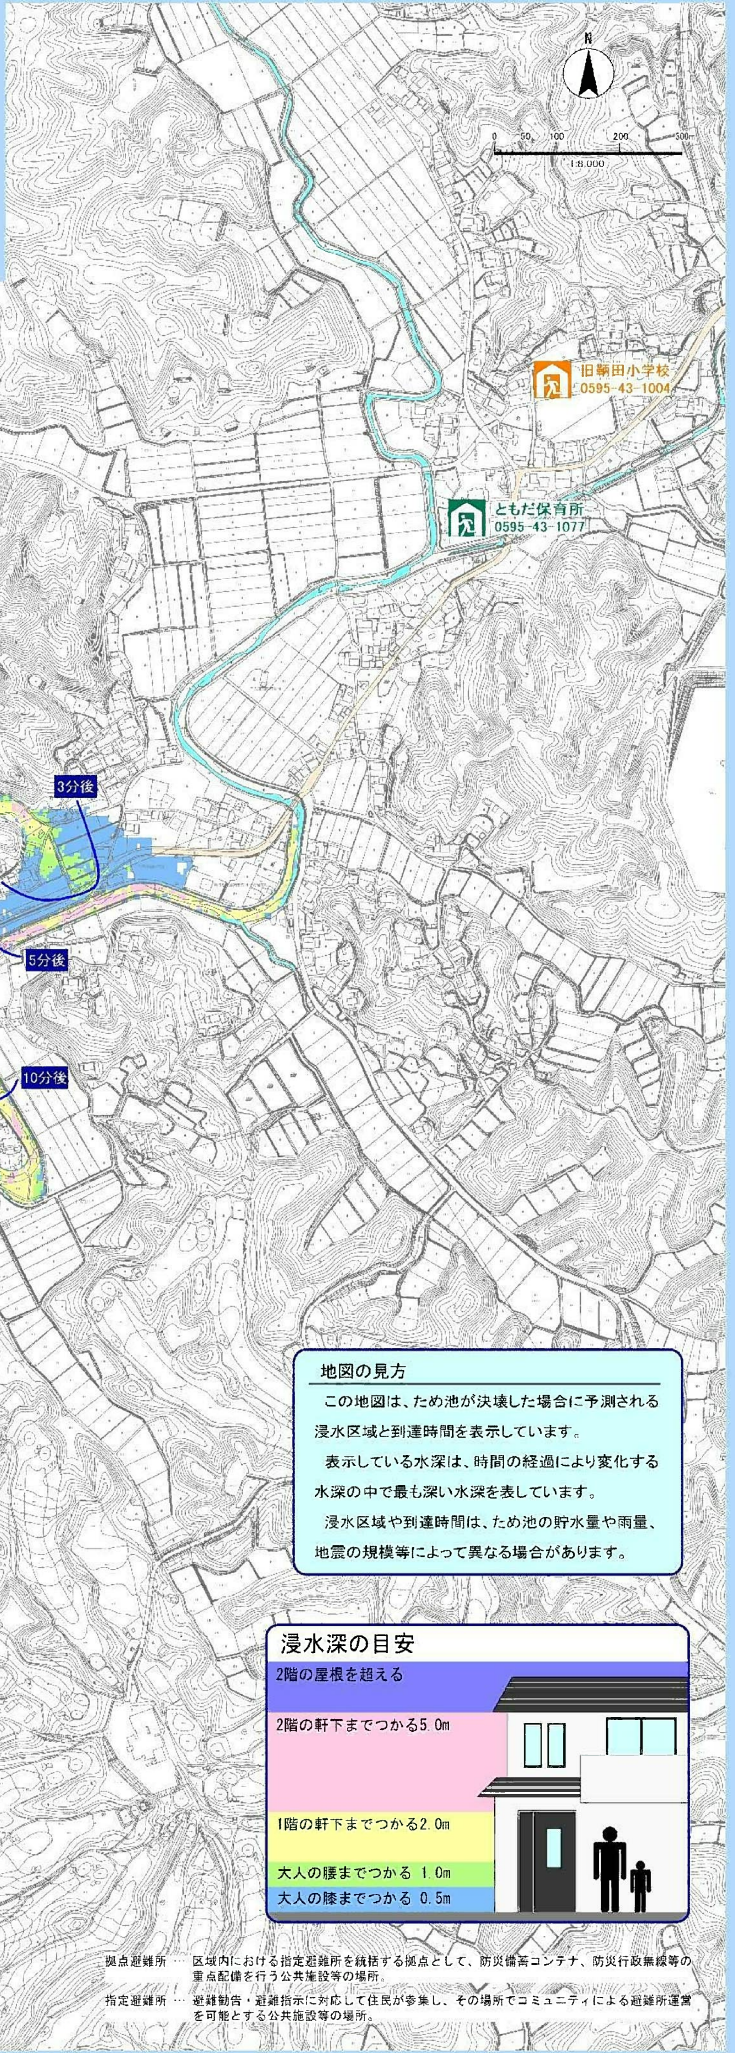 N
0 50 100 200 300m
1:8,000
旧鞆田小学校
0595-43-1004
ともだ保育所
0595-43-1077
3分後
5分後
10分後
地図の見方
この地図は、ため池が決壊した場合に予測される
浸水区域と到達時間を表示しています。
表示している水深は、時間の経過により変化する
水深の中で最も深い水深を表しています。
浸水区域や到達時間は、ため池の貯水量や雨量、
地震の規模等によって異なる場合があります。
浸水深の目安
2階の屋根を超える
2階の軒下までつかる5.0m
1階の軒下までつかる2.0m
大人の腰までつかる 1.0m
大人の膝までつかる 0.5m
拠点避難所 … 区域内における指定避難所を統括する拠点として、防災備蓄コンテナ、防災行政無線等の
重点配備を行う公共施設等の場所。
指定避難所 … 避難勧告・避難指示に対応して住民が参集し、その場所でコミュニティによる避難所運営
を可能とする公共施設等の場所。